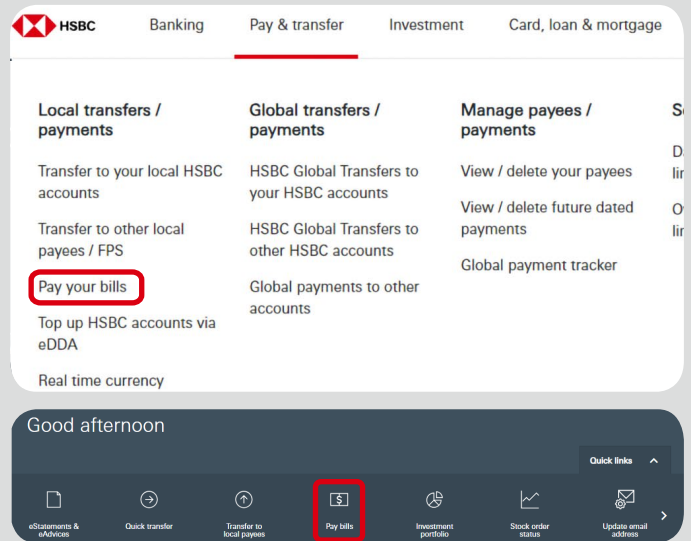 HSBC
Banking
Pay & transfer
Investment
Card, loan & mortgage
Local transfers /
payments
Transfer to your local HSBC
accounts
Transfer to other local
payees / FPS
Pay your bills
Top up HSBC accounts via
eDDA
Real time currency
Global transfers /
payments
HSBC Global Transfers to
your HSBC accounts
HSBC Global Transfers to
other HSBC accounts
Global payments to other
accounts
Manage payees /
payments
View / delete your payees
View / delete future dated
payments
Global payment tracker
Good afternoon
Quick links
eStatements &
eAdvices
Quick transfer
Transfer to
local payees
$
Pay bills
Investment
portfolio
Stock order
status
Update email
address